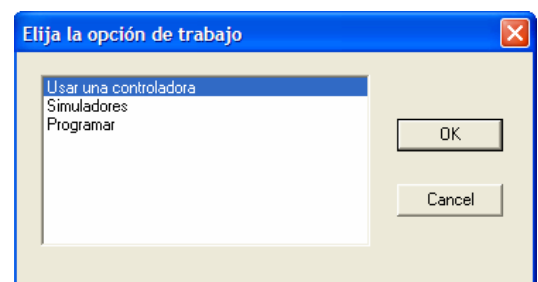 Elija la opción de trabajo
Usar una controladora
Simuladores
Programar
OK
Cancel